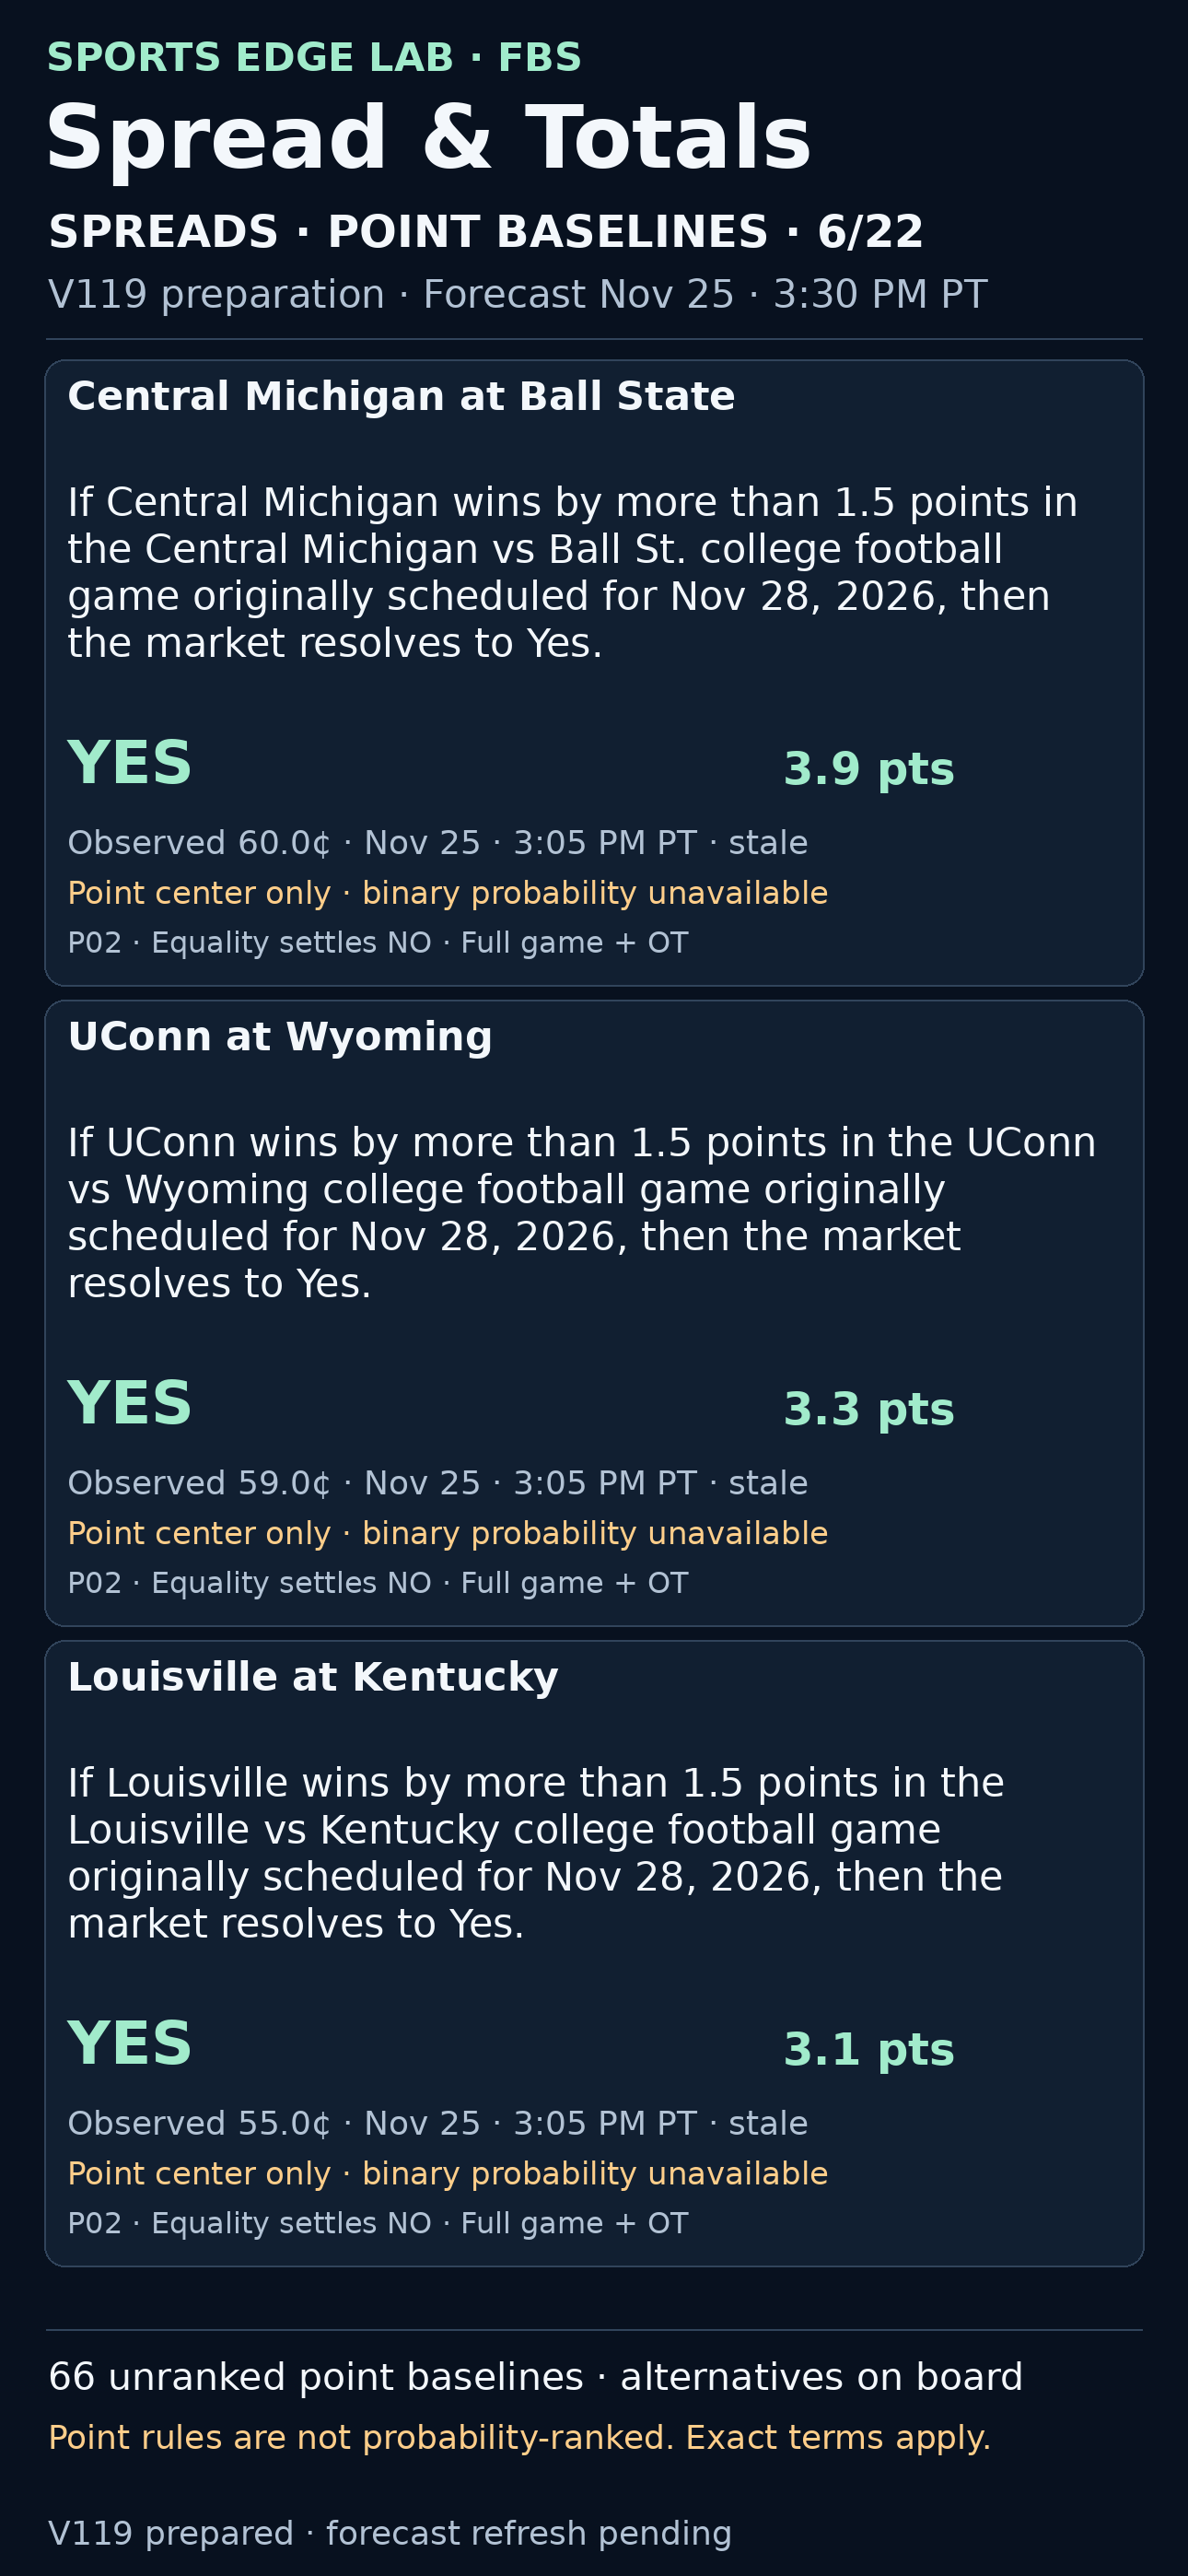 SPORTS EDGE LAB · FBS
Spread & Totals
SPREADS · POINT BASELINES · 6/22
V119 preparation · Forecast Nov 25 · 3:30 PM PT
Central Michigan at Ball State
If Central Michigan wins by more than 1.5 points in
the Central Michigan vs Ball St. college football
game originally scheduled for Nov 28, 2026, then
the market resolves to Yes.
YES 3.9 pts
Observed 60.0¢ · Nov 25 · 3:05 PM PT · stale
Point center only · binary probability unavailable
P02 · Equality settles NO · Full game + OT
UConn at Wyoming
If UConn wins by more than 1.5 points in the UConn
vs Wyoming college football game originally
scheduled for Nov 28, 2026, then the market
resolves to Yes.
YES 3.3 pts
Observed 59.0¢ · Nov 25 · 3:05 PM PT · stale
Point center only · binary probability unavailable
P02 · Equality settles NO · Full game + OT
Louisville at Kentucky
If Louisville wins by more than 1.5 points in the
Louisville vs Kentucky college football game
originally scheduled for Nov 28, 2026, then the
market resolves to Yes.
YES 3.1 pts
Observed 55.0¢ · Nov 25 · 3:05 PM PT · stale
Point center only · binary probability unavailable
P02 · Equality settles NO · Full game + OT
66 unranked point baselines · alternatives on board
Point rules are not probability-ranked. Exact terms apply.
V119 prepared · forecast refresh pending